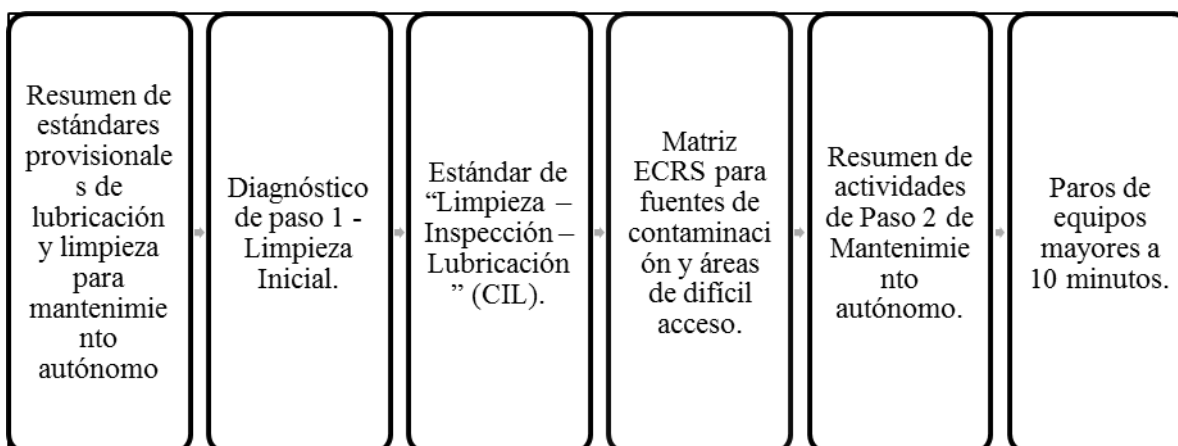 Resumen de
estándares
provisionale
s de
lubricación
y limpieza
para
mantenimie
nto
autónomo
Diagnóstico
de paso 1 -
Limpieza
Inicial.
Estándar de
“Limpieza –
Inspección –
Lubricación
” (CIL).
Matriz
ECRS para
fuentes de
contaminaci
ón y áreas
de difícil
acceso.
Resumen de
actividades
de Paso 2 de
Mantenimie
nto
autónomo.
Paros de
equipos
mayores a
10 minutos.